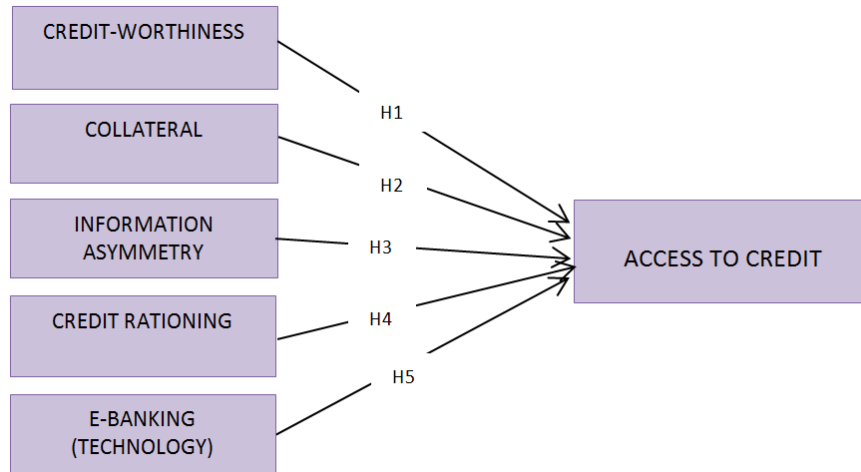 CREDIT-WORTHINESS
H1
COLLATERAL
H2
INFORMATION
ASYMMETRY
H3
ACCESS TO CREDIT
CREDIT RATIONING
H4
H5
E-BANKING
(TECHNOLOGY)